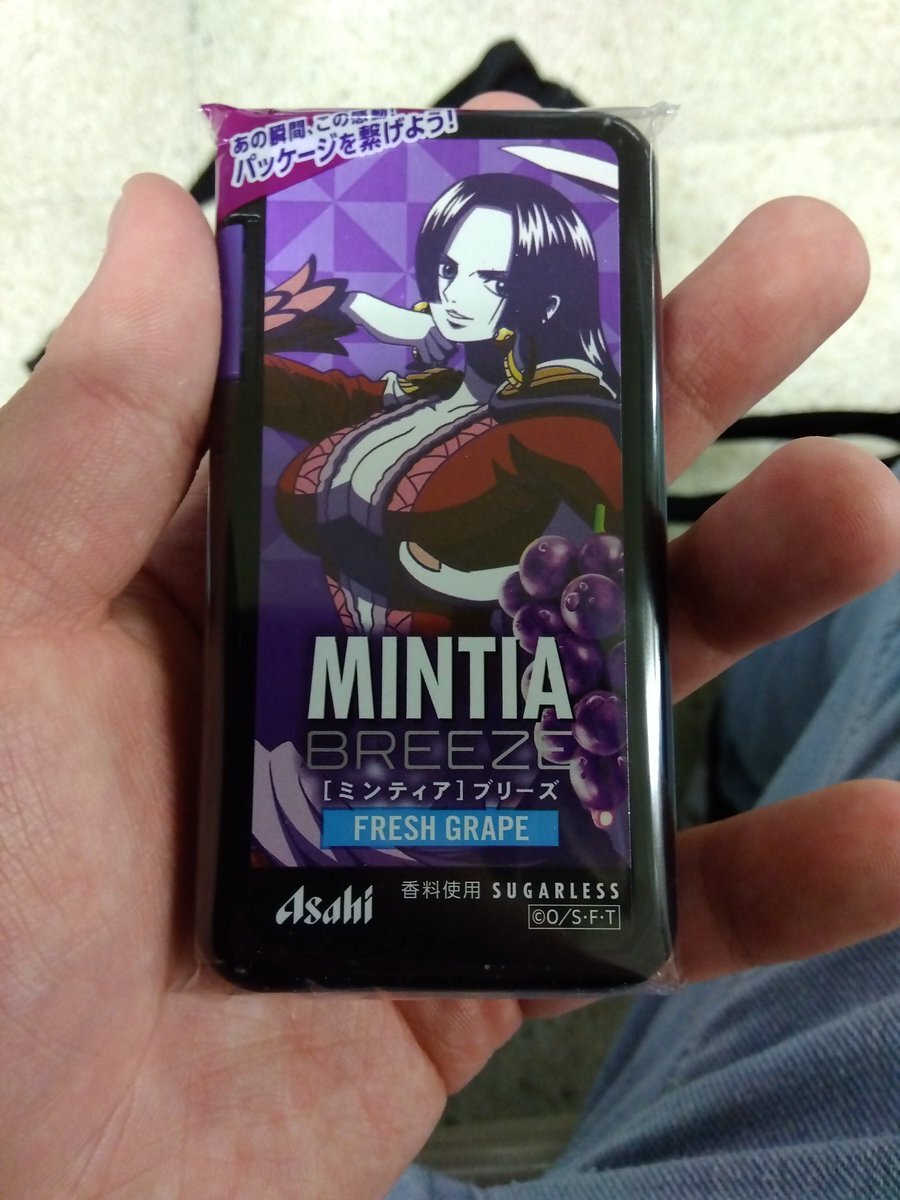 あの瞬間、この感動！
パッケージを繋げよう！
MINTIA
BREEZE
[ミンティア]ブリーズ
FRESH GRAPE
Asahi
香料使用 SUGARLESS
©O/S・F・T